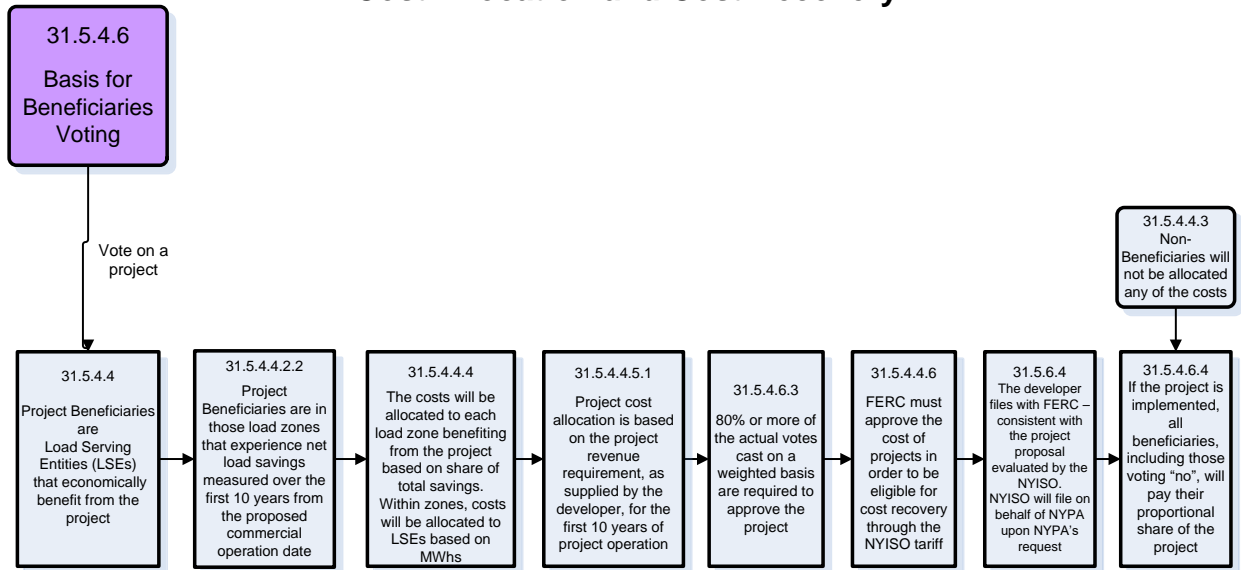 Cost Allocation and Cost Recovery
31.5.4.6
Basis for
Beneficiaries
Voting
Vote on a
project
31.5.4.4.3
Non-
Beneficiaries will
not be allocated
any of the costs
31.5.4.4
Project Beneficiaries
are
Load Serving
Entities (LSEs)
that economically
benefit from the
project
31.5.4.4.2.2
Project
Beneficiaries are in
those load zones
that experience net
load savings
measured over the
first 10 years from
the proposed
commercial
operation date
31.5.4.4.4
The costs will be
allocated to each
load zone benefiting
from the project
based on share of
total savings.
Within zones, costs
will be allocated to
LSEs based on
MWhs
31.5.4.4.5.1
Project cost
allocation is based
on the project
revenue
requirement, as
supplied by the
developer, for the
first 10 years of
project operation
31.5.4.6.3
80% or more of
the actual votes
cast on a
weighted basis
are required to
approve the
project
31.5.4.4.6
FERC must
approve the
cost of
projects in
order to be
eligible for
cost recovery
through the
NYISO tariff
31.5.6.4
The developer
files with FERC –
consistent with
the project
proposal
evaluated by the
NYISO.
NYISO will file on
behalf of NYPA
upon NYPA's
request
31.5.4.6.4
If the project is
implemented,
all
beneficiaries,
including those
voting “no”, will
pay their
proportional
share of the
project